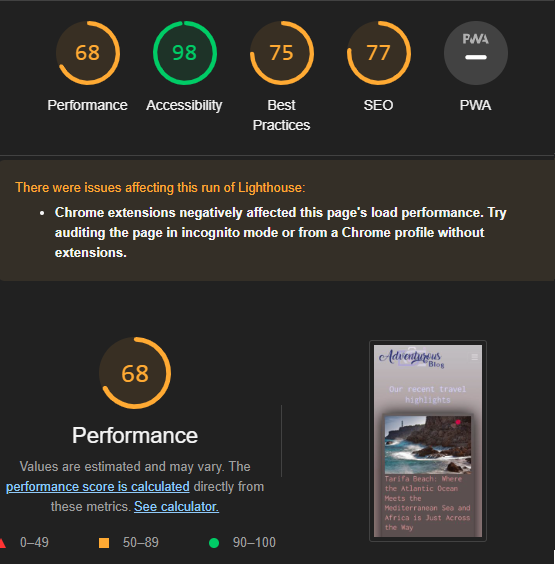 68
98
75
77
PWA
Performance
Accessibility
Best
Practices
SEO
PWA
There were issues affecting this run of Lighthouse:
• Chrome extensions negatively affected this page's load performance. Try
auditing the page in incognito mode or from a Chrome profile without
extensions.
68
Performance
Values are estimated and may vary. The
performance score is calculated directly from
these metrics. See calculator.
0–49
50–89
90–100
Adventurous
Blog
Our recent travel
highlights
Tarifa Beach: Where
the Atlantic Ocean
Meets the
Mediterranean Sea and
Africa is Just Across
the Way